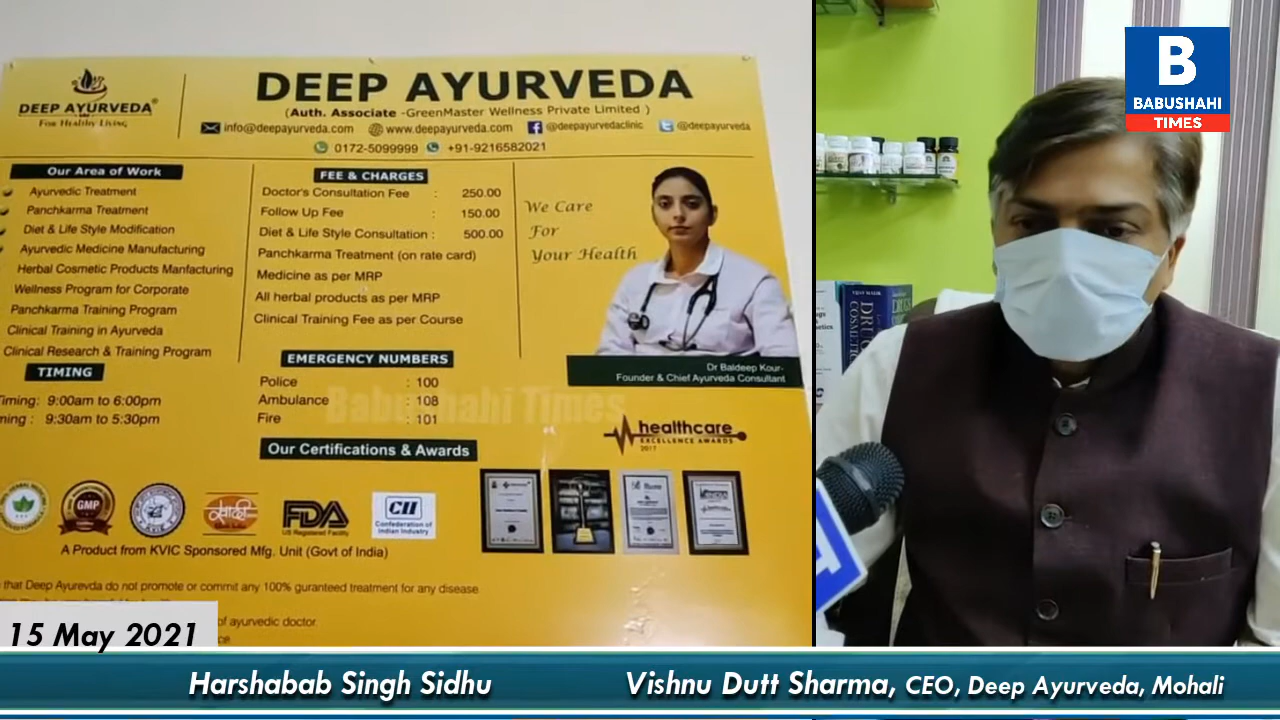 DEEP AYURVEDA
For Healthy Living
DEEP AYURVEDA
(Auth. Associate -GreenMaster Wellness Private Limited )
info@deepayurveda.com www.deepayurveda.com @deepayurvedaclinic @deepayurveda
0172-5099999 +91-9216582021
Our Area of Work
Ayurvedic Treatment
Panchkarma Treatment
Diet & Life Style Modification
Ayurvedic Medicine Manufacturing
Herbal Cosmetic Products Manfacturing
Wellness Program for Corporate
Panchkarma Training Program
Clinical Training in Ayurveda
Clinical Research & Training Program
TIMING
Timing: 9:00am to 6:00pm
ming : 9:30am to 5:30pm
FEE & CHARGES
Doctor's Consultation Fee : 250.00
Follow Up Fee : 150.00
Diet & Life Style Consultation : 500.00
Panchkarma Treatment (on rate card)
Medicine as per MRP
All herbal products as per MRP
Clinical Training Fee as per Course
EMERGENCY NUMBERS
Police : 100
Ambulance : 108
Fire : 101
We Care
For
Your Health
Dr Baldeep Kour-
Founder & Chief Ayurveda Consultant
Babushahi Times
healthcare
EXCELLENCE AWARDS
2017
Our Certifications & Awards
GMP
FDA
US Registered Facility
CII
Confederation of
Indian Industry
A Product from KVIC Sponsored Mfg. Unit (Govt of India)
that Deep Ayurevda do not promote or commit any 100% guranteed treatment for any disease
of ayurvedic doctor.
B
BABUSHAHI
TIMES
15 May 2021
Harshabab Singh Sidhu
Vishnu Dutt Sharma, CEO, Deep Ayurveda, Mohali